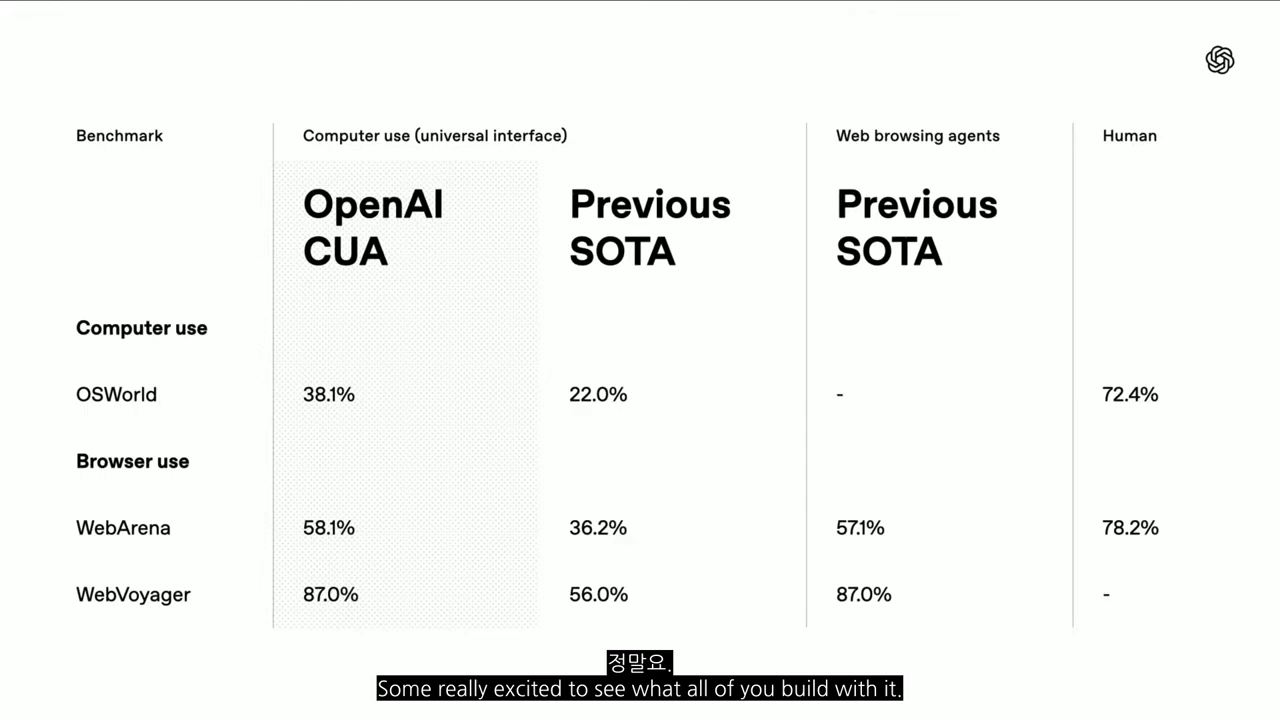 Benchmark
Computer use (universal interface)
Web browsing agents
Human
OpenAI
CUA
Previous
SOTA
Previous
SOTA
Computer use
OSWorld 38.1% 22.0% - 72.4%
Browser use
WebArena 58.1% 36.2% 57.1% 78.2%
WebVoyager 87.0% 56.0% 87.0% -
정말요.
Some really excited to see what all of you build with it.